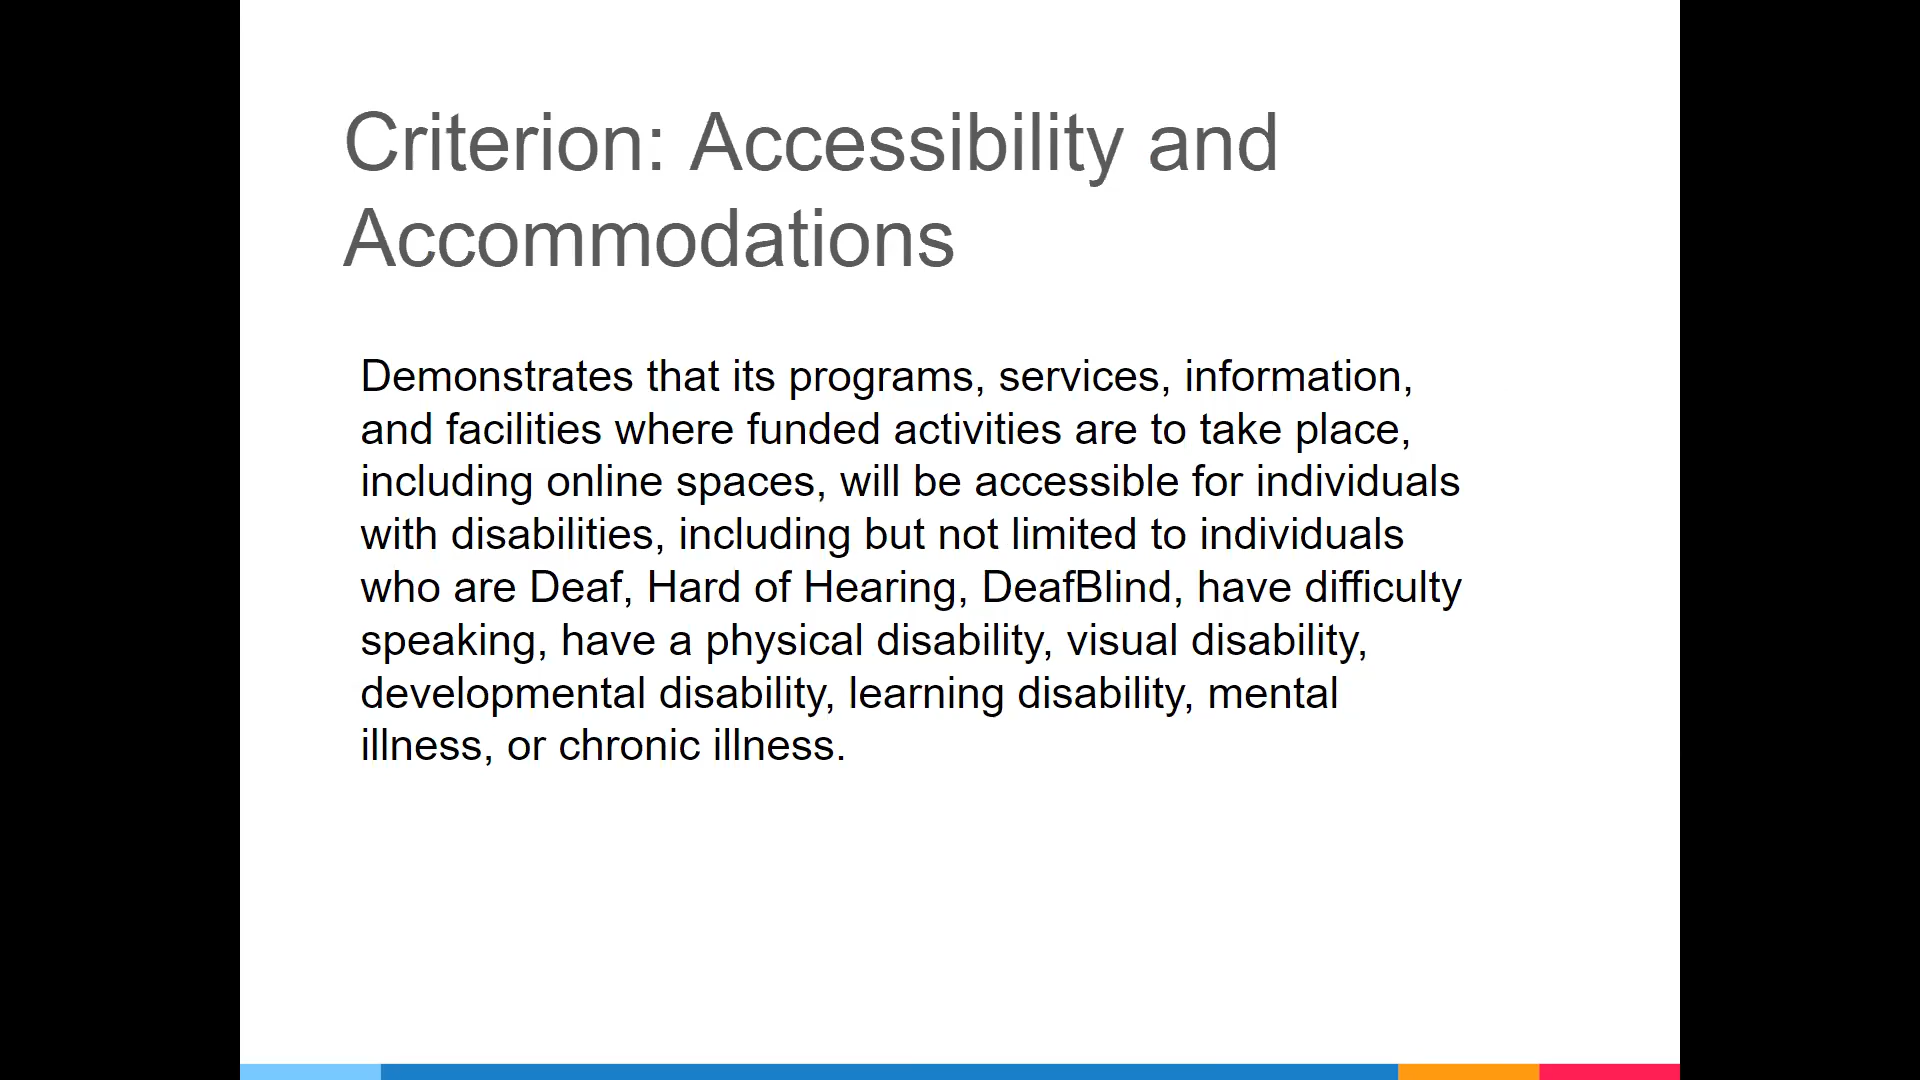 Criterion: Accessibility and
Accommodations
Demonstrates that its programs, services, information,
and facilities where funded activities are to take place,
including online spaces, will be accessible for individuals
with disabilities, including but not limited to individuals
who are Deaf, Hard of Hearing, DeafBlind, have difficulty
speaking, have a physical disability, visual disability,
developmental disability, learning disability, mental
illness, or chronic illness.